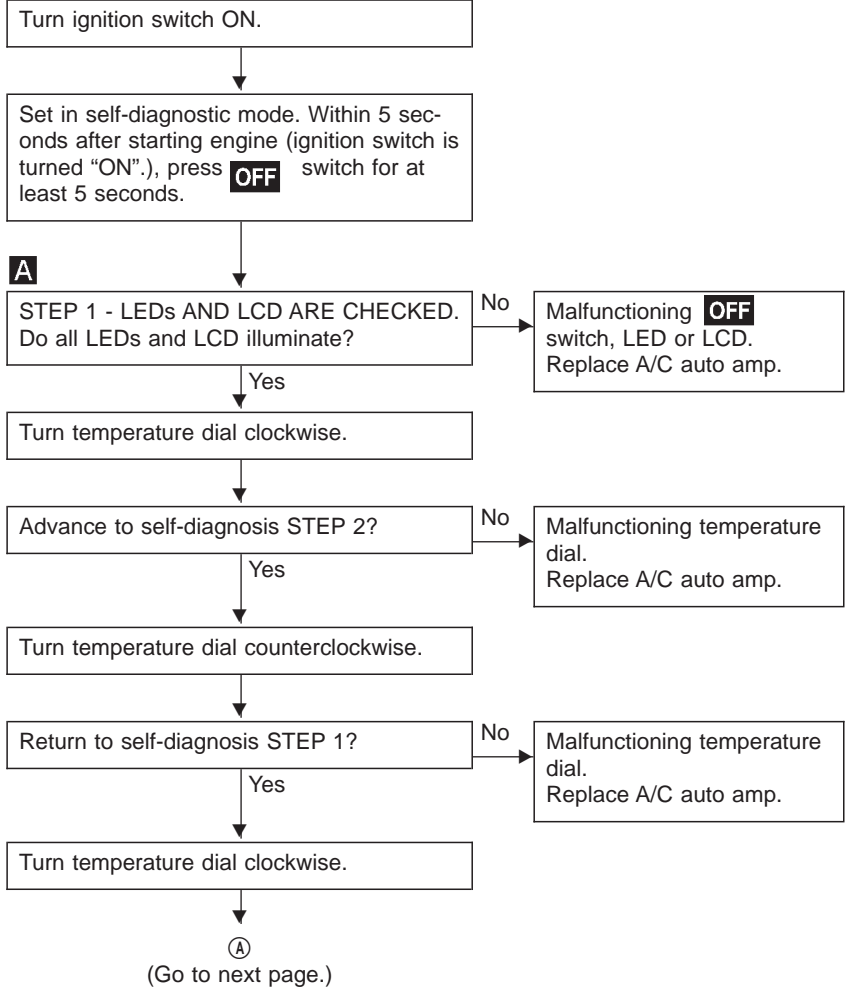 Turn ignition switch ON.
Set in self-diagnostic mode. Within 5 sec-
onds after starting engine (ignition switch is
turned “ON”.), press OFF switch for at
least 5 seconds.
A
STEP 1 - LEDs AND LCD ARE CHECKED.
Do all LEDs and LCD illuminate?
No
Malfunctioning OFF
switch, LED or LCD.
Replace A/C auto amp.
Yes
Turn temperature dial clockwise.
Advance to self-diagnosis STEP 2?
No
Malfunctioning temperature
dial.
Replace A/C auto amp.
Yes
Turn temperature dial counterclockwise.
Return to self-diagnosis STEP 1?
No
Malfunctioning temperature
dial.
Replace A/C auto amp.
Yes
Turn temperature dial clockwise.
Ⓐ
(Go to next page.)